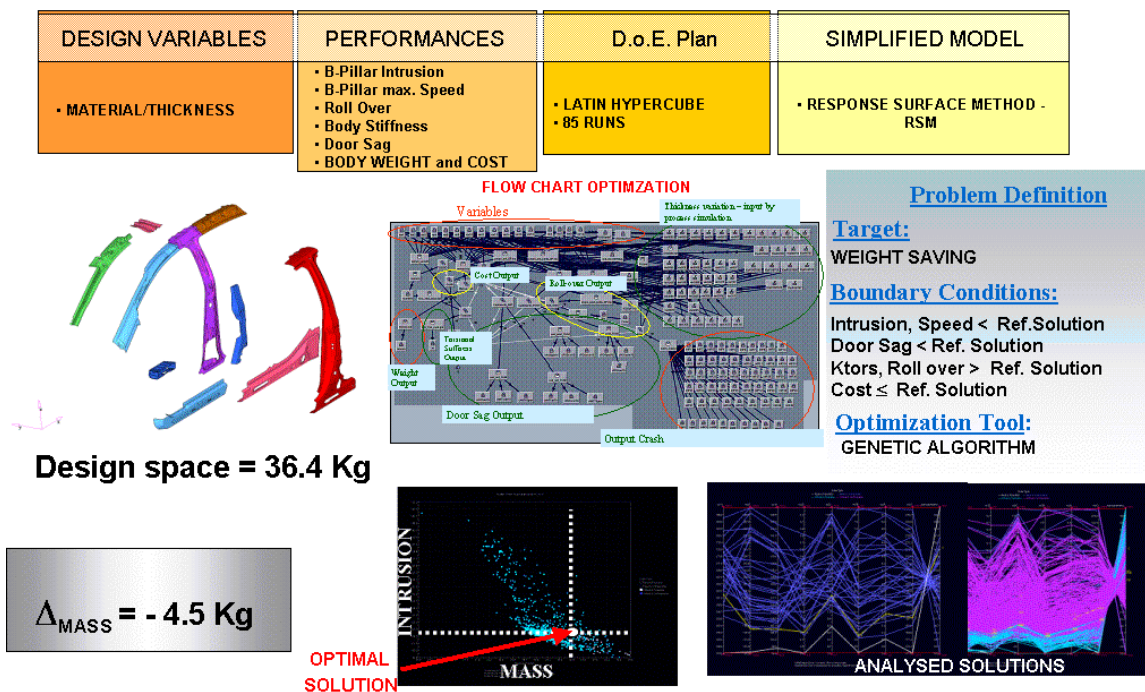 DESIGN VARIABLES
PERFORMANCES
D.o.E. Plan
SIMPLIFIED MODEL
▪ MATERIAL/THICKNESS
▪ B-Pillar Intrusion
▪ B-Pillar max. Speed
▪ Roll Over
▪ Body Stiffness
▪ Door Sag
▪ BODY WEIGHT and COST
▪ LATIN HYPERCUBE
▪ 85 RUNS
▪ RESPONSE SURFACE METHOD -
RSM
FLOW CHART OPTIMZATION
Variables
Thickness variation – input by
process simulation
Cost Output
Roll-over Output
Torsional
Stiffness
Output
Weight
Output
Door Sag Output
Output Crash
Problem Definition
Target:
WEIGHT SAVING
Boundary Conditions:
Intrusion, Speed < Ref.Solution
Door Sag < Ref. Solution
Ktors, Roll over > Ref. Solution
Cost ≤ Ref. Solution
Optimization Tool:
GENETIC ALGORITHM
Design space = 36.4 Kg
ΔMASS = - 4.5 Kg
INTRUSION
MASS
OPTIMAL
SOLUTION
ANALYSED SOLUTIONS